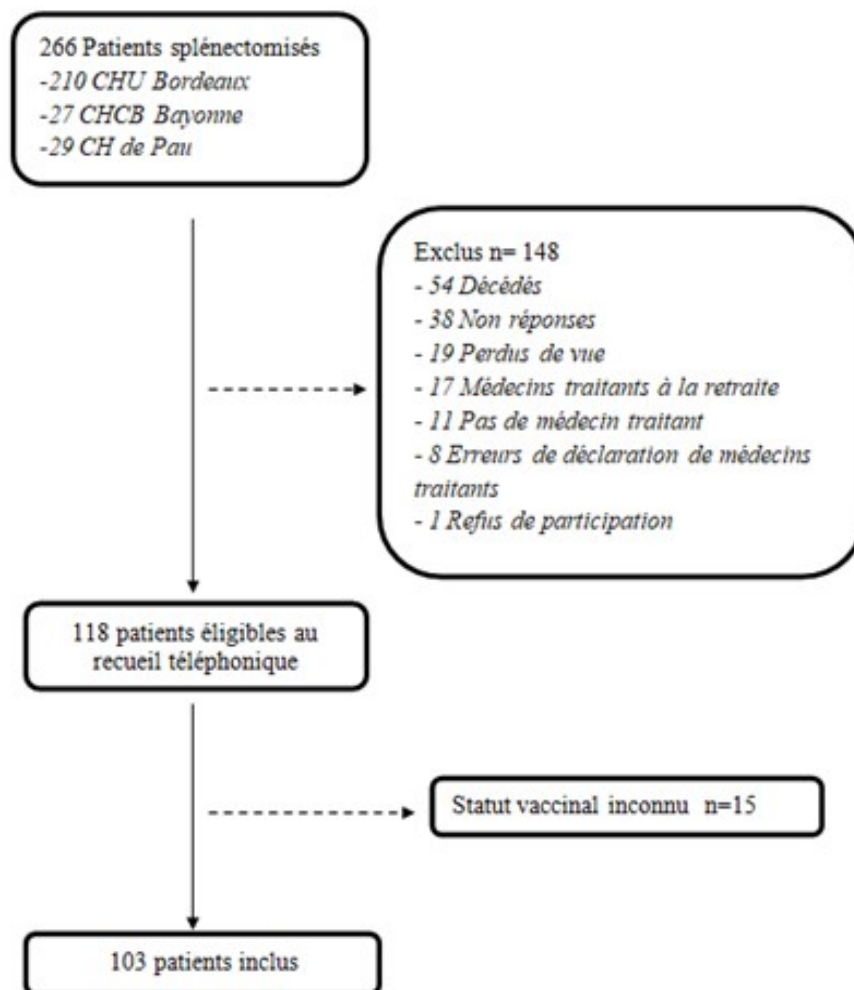 266 Patients splénectomisés
-210 CHU Bordeaux
-27 CHCB Bayonne
-29 CH de Pau
Exclus n= 148
- 54 Décédés
- 38 Non réponses
- 19 Perdus de vue
- 17 Médecins traitants à la retraite
- 11 Pas de médecin traitant
- 8 Erreurs de déclaration de médecins
traitants
- 1 Refus de participation
118 patients éligibles au
recueil téléphonique
Statut vaccinal inconnu n=15
103 patients inclus